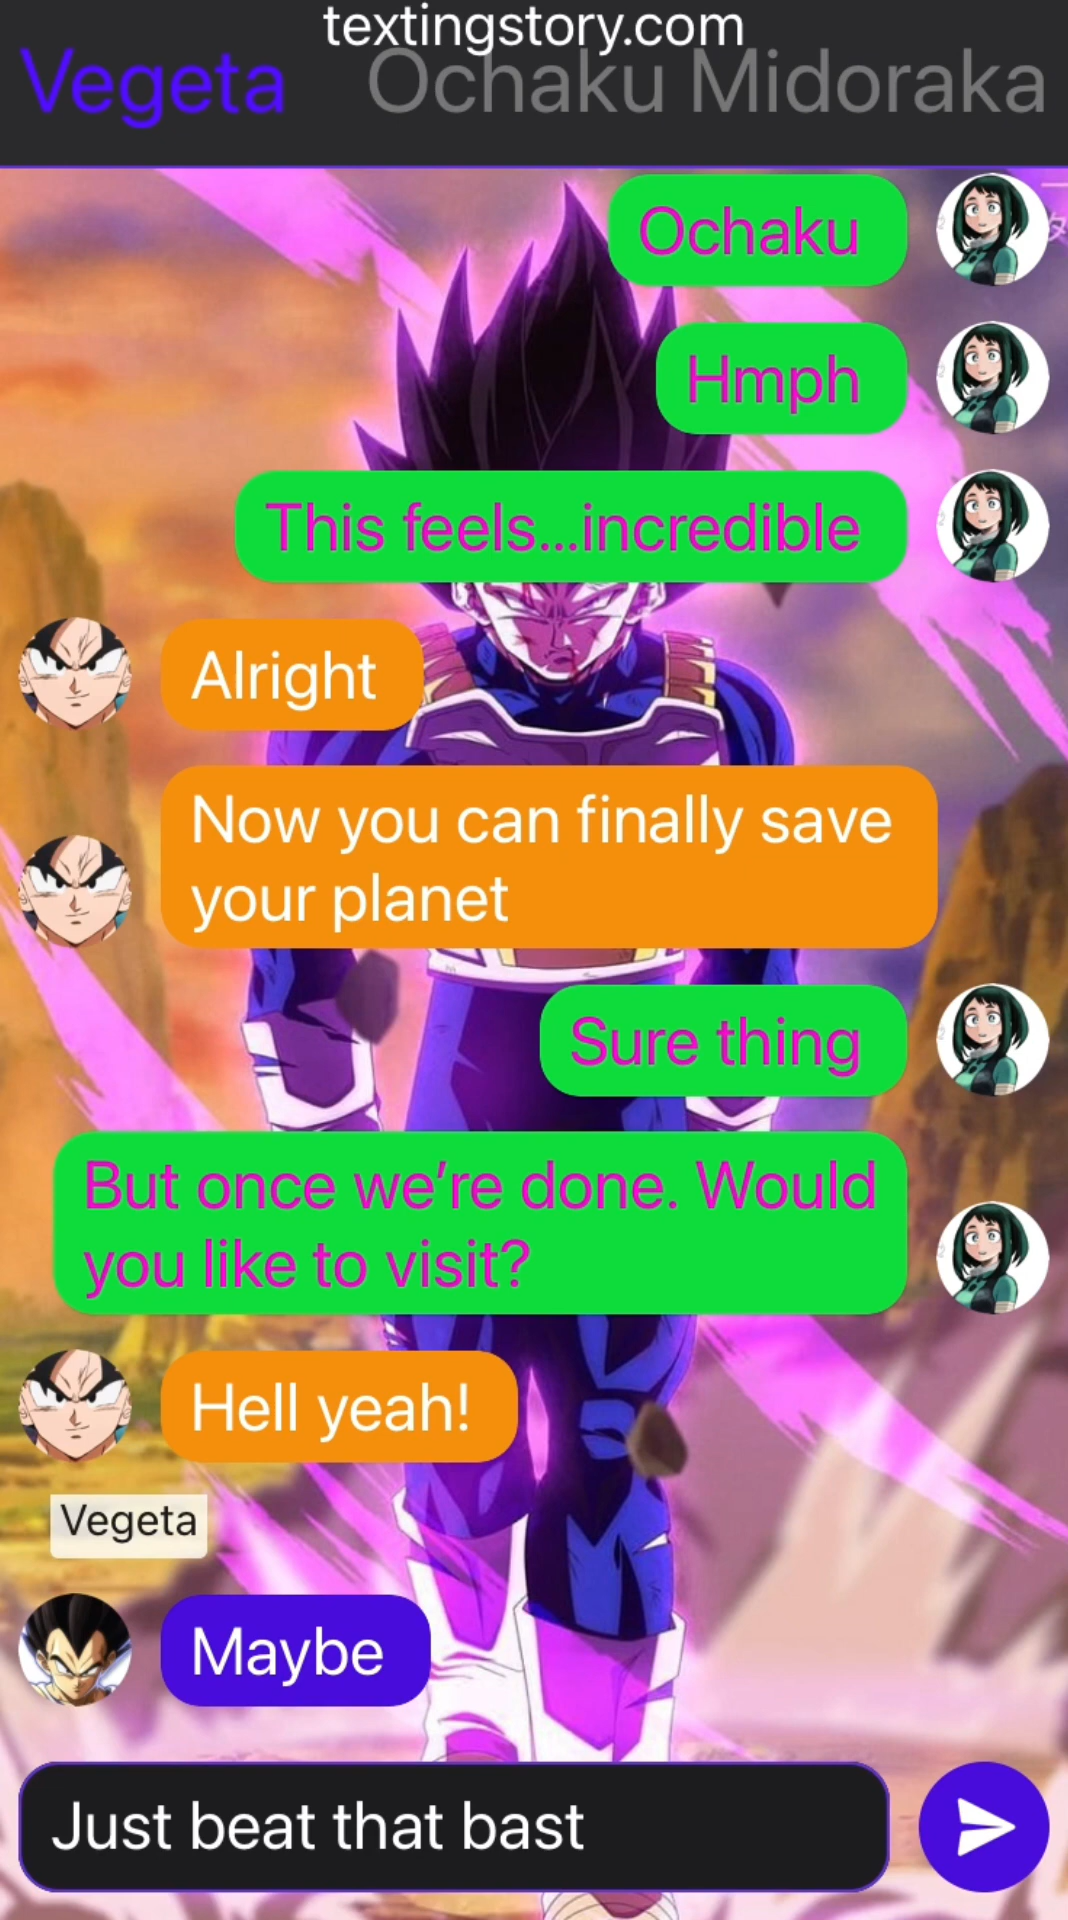 textingstory.com
Vegeta Ochaku Midoraka
Ochaku
Hmph
This feels...incredible
Alright
Now you can finally save
your planet
Sure thing
But once we're done. Would
you like to visit?
Hell yeah!
Vegeta
Maybe
Just beat that bast